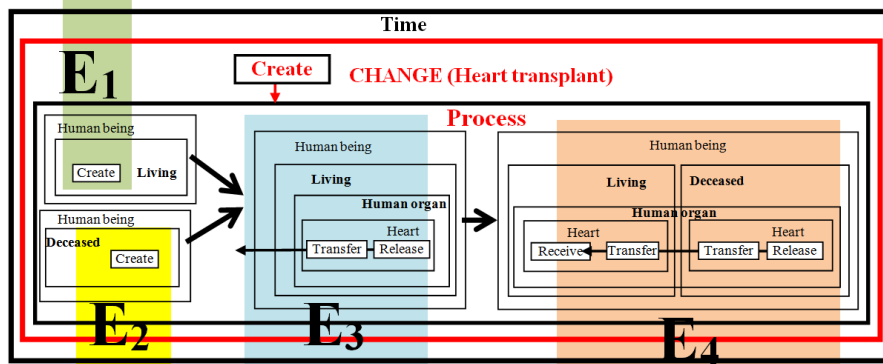 Time
E1
Create
CHANGE (Heart transplant)
Process
Human being
Create
Living
Human being
Deceased
Create
E2
Human being
Living
Human organ
Heart
Transfer
Release
E3
Human being
Living
Deceased
Human organ
Heart
Heart
Receive
Transfer
Transfer
Release
E4